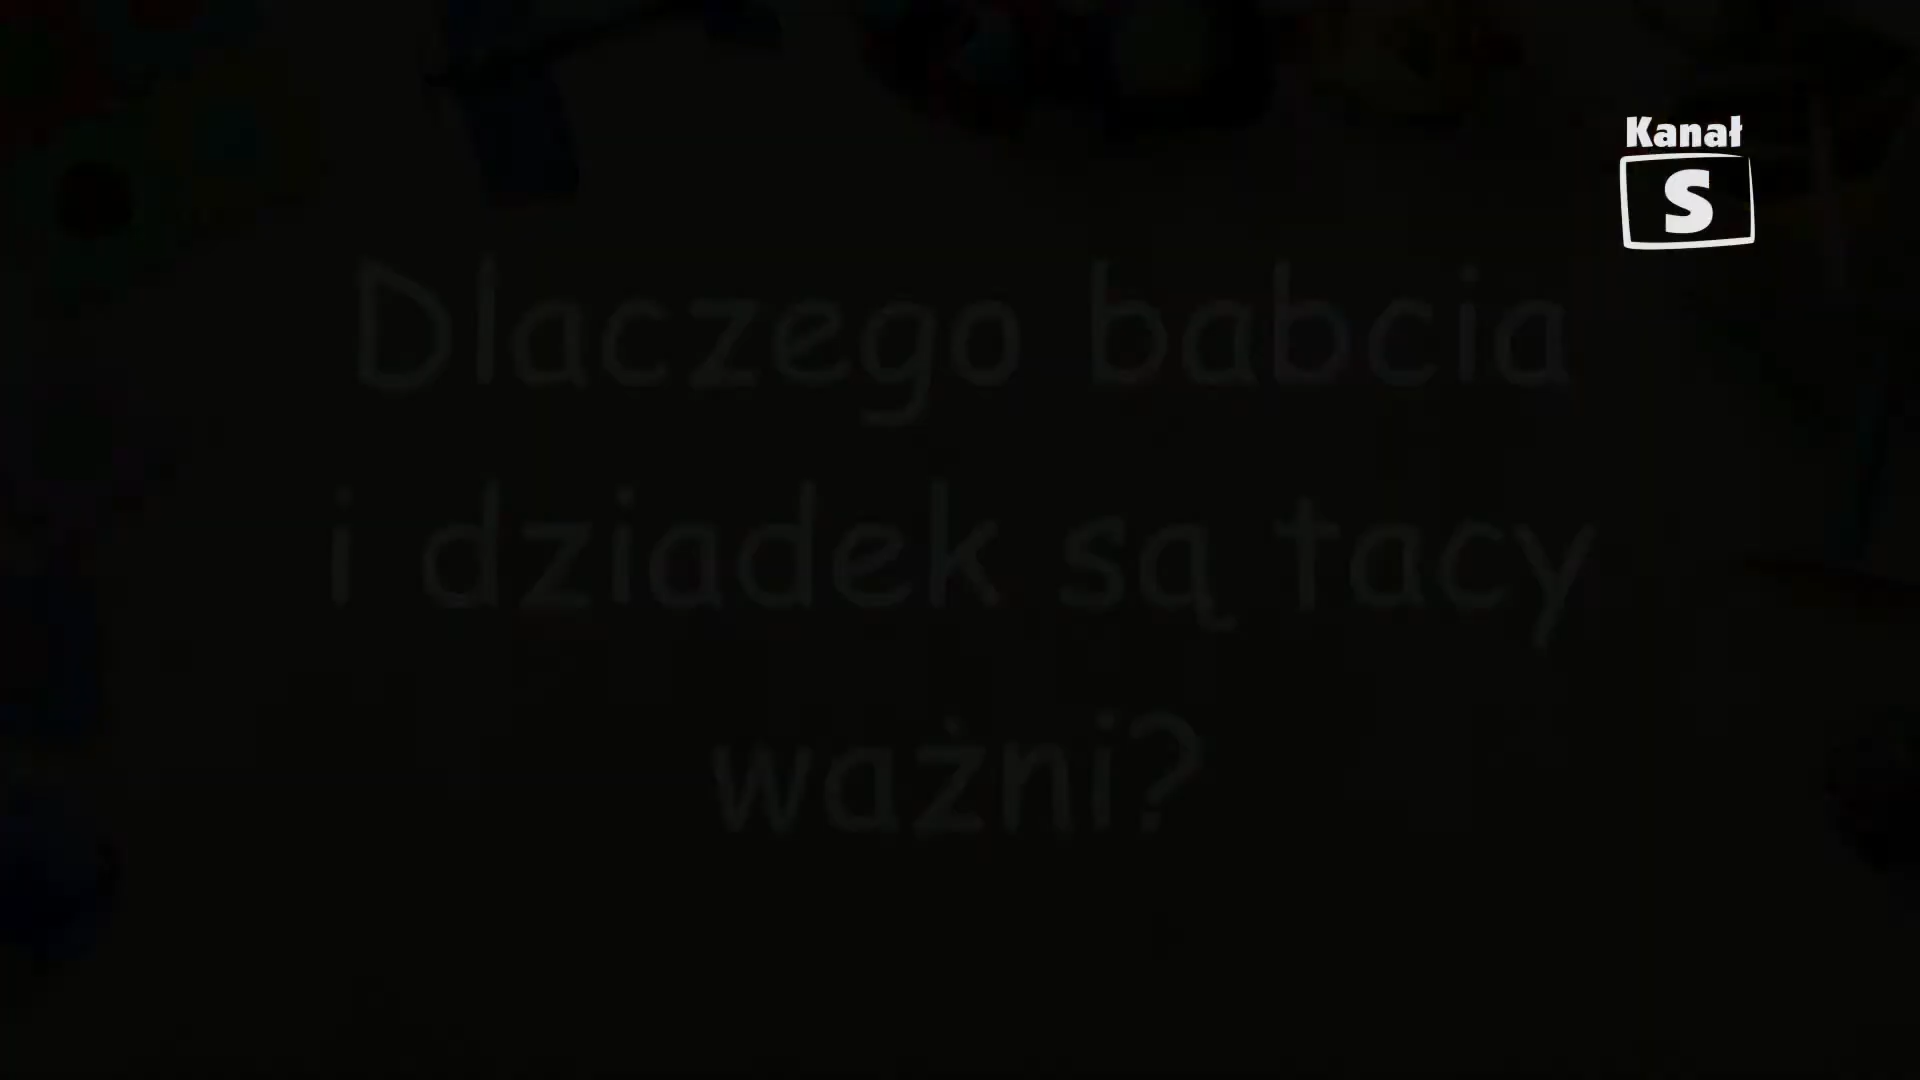 Kanał
S
Dlaczego babcia
i dziadek są tacy
ważni?